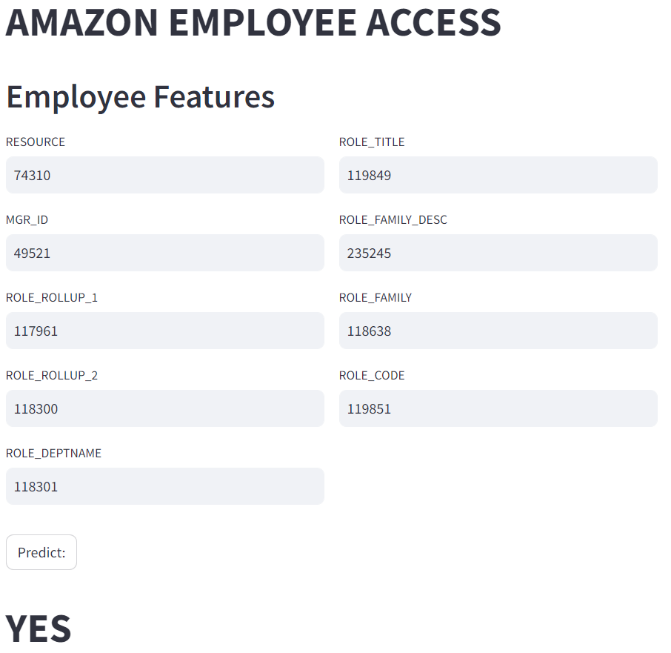 AMAZON EMPLOYEE ACCESS
Employee Features
RESOURCE
74310
MGR_ID
49521
ROLE_ROLLUP_1
117961
ROLE_ROLLUP_2
118300
ROLE_DEPTNAME
118301
ROLE_TITLE
119849
ROLE_FAMILY_DESC
235245
ROLE_FAMILY
118638
ROLE_CODE
119851
Predict:
YES